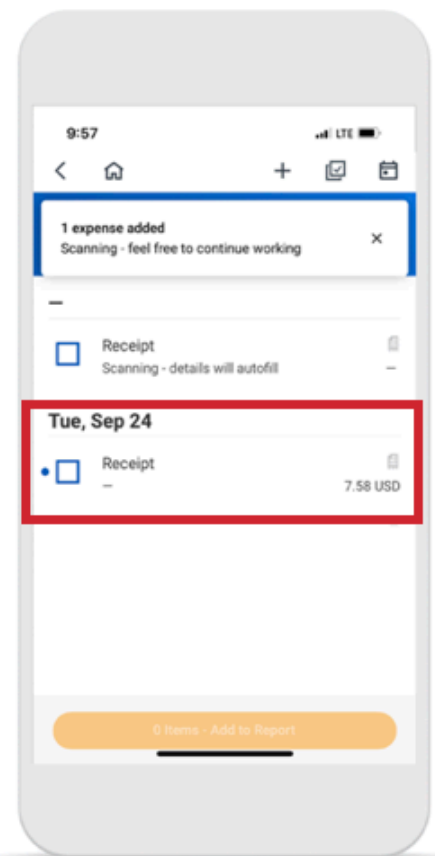 9:57
LTE
1 expense added
Scanning - feel free to continue working
—
Receipt
Scanning - details will autofill
—
Tue, Sep 24
Receipt
—
7.58 USD
0 Items - Add to Report